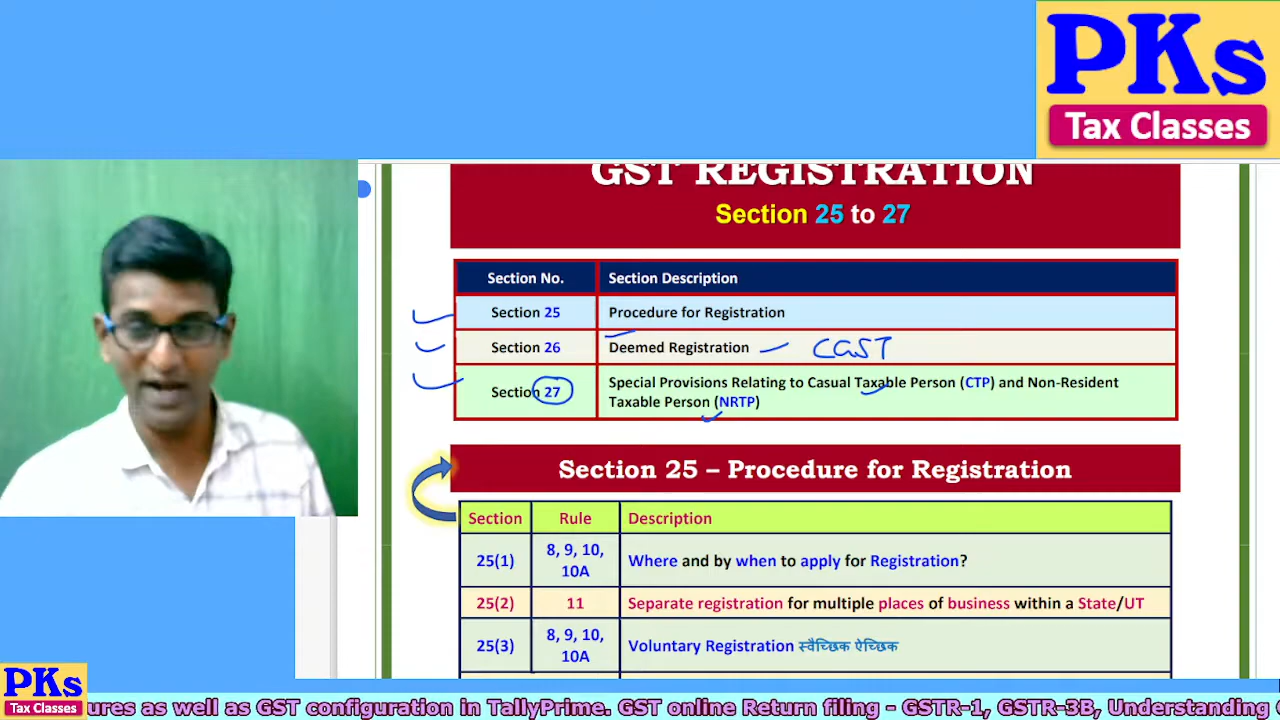 PKs
Tax Classes
GST REGISTRATION
Section 25 to 27
Section No. Section Description
Section 25 Procedure for Registration
Section 26 Deemed Registration CGST
Section 27 Special Provisions Relating to Casual Taxable Person (CTP) and Non-Resident
Taxable Person (NRTP)
Section 25 – Procedure for Registration
Section Rule Description
25(1) 8, 9, 10, 10A Where and by when to apply for Registration?
25(2) 11 Separate registration for multiple places of business within a State/UT
25(3) 8, 9, 10, 10A Voluntary Registration स्वैच्छिक ऐच्छिक
PKs
Tax Classes
ures as well as GST configuration in TallyPrime. GST online Return filing - GSTR-1, GSTR-3B, Understanding